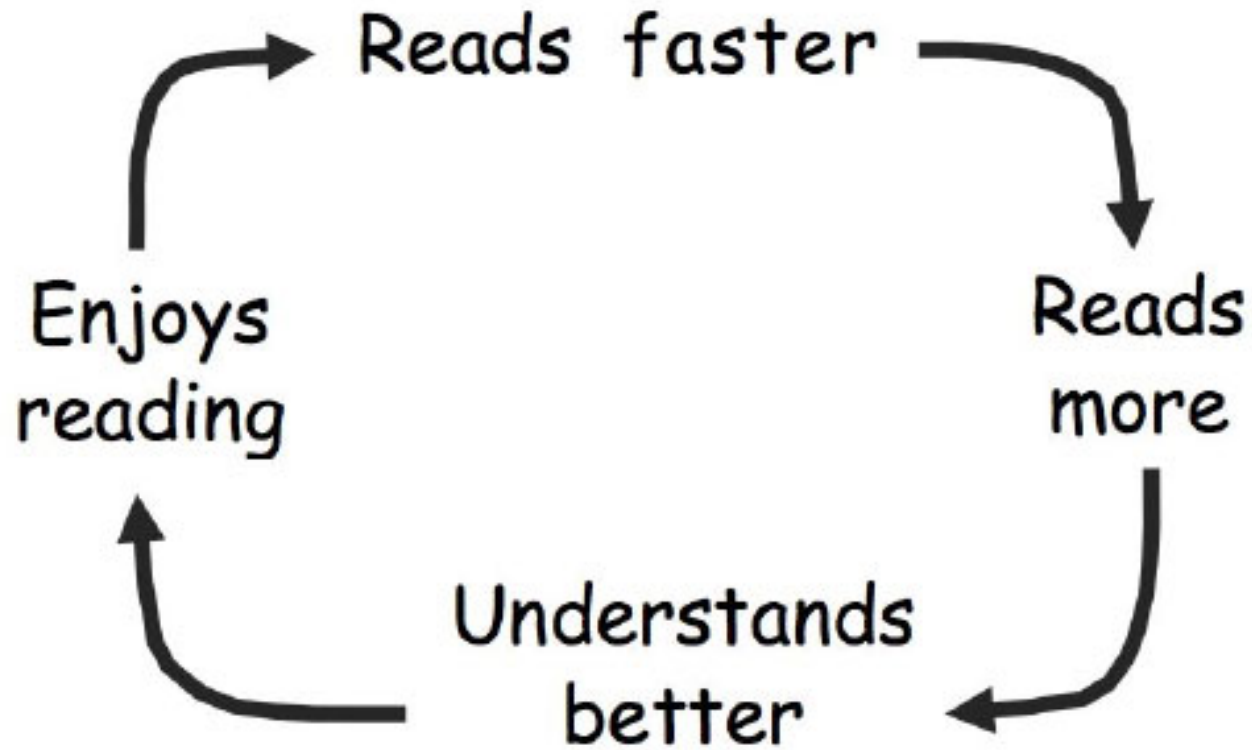 Reads faster
Reads
more
Understands
better
Enjoys
reading